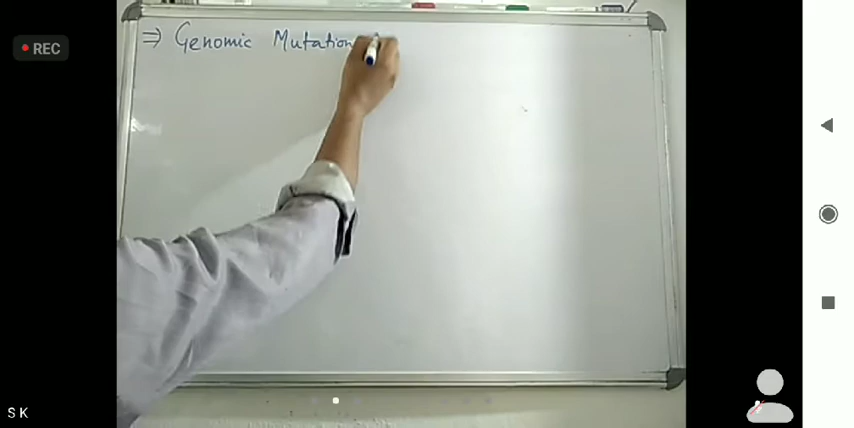 ⇒ Genomic Mutation
REC
S K